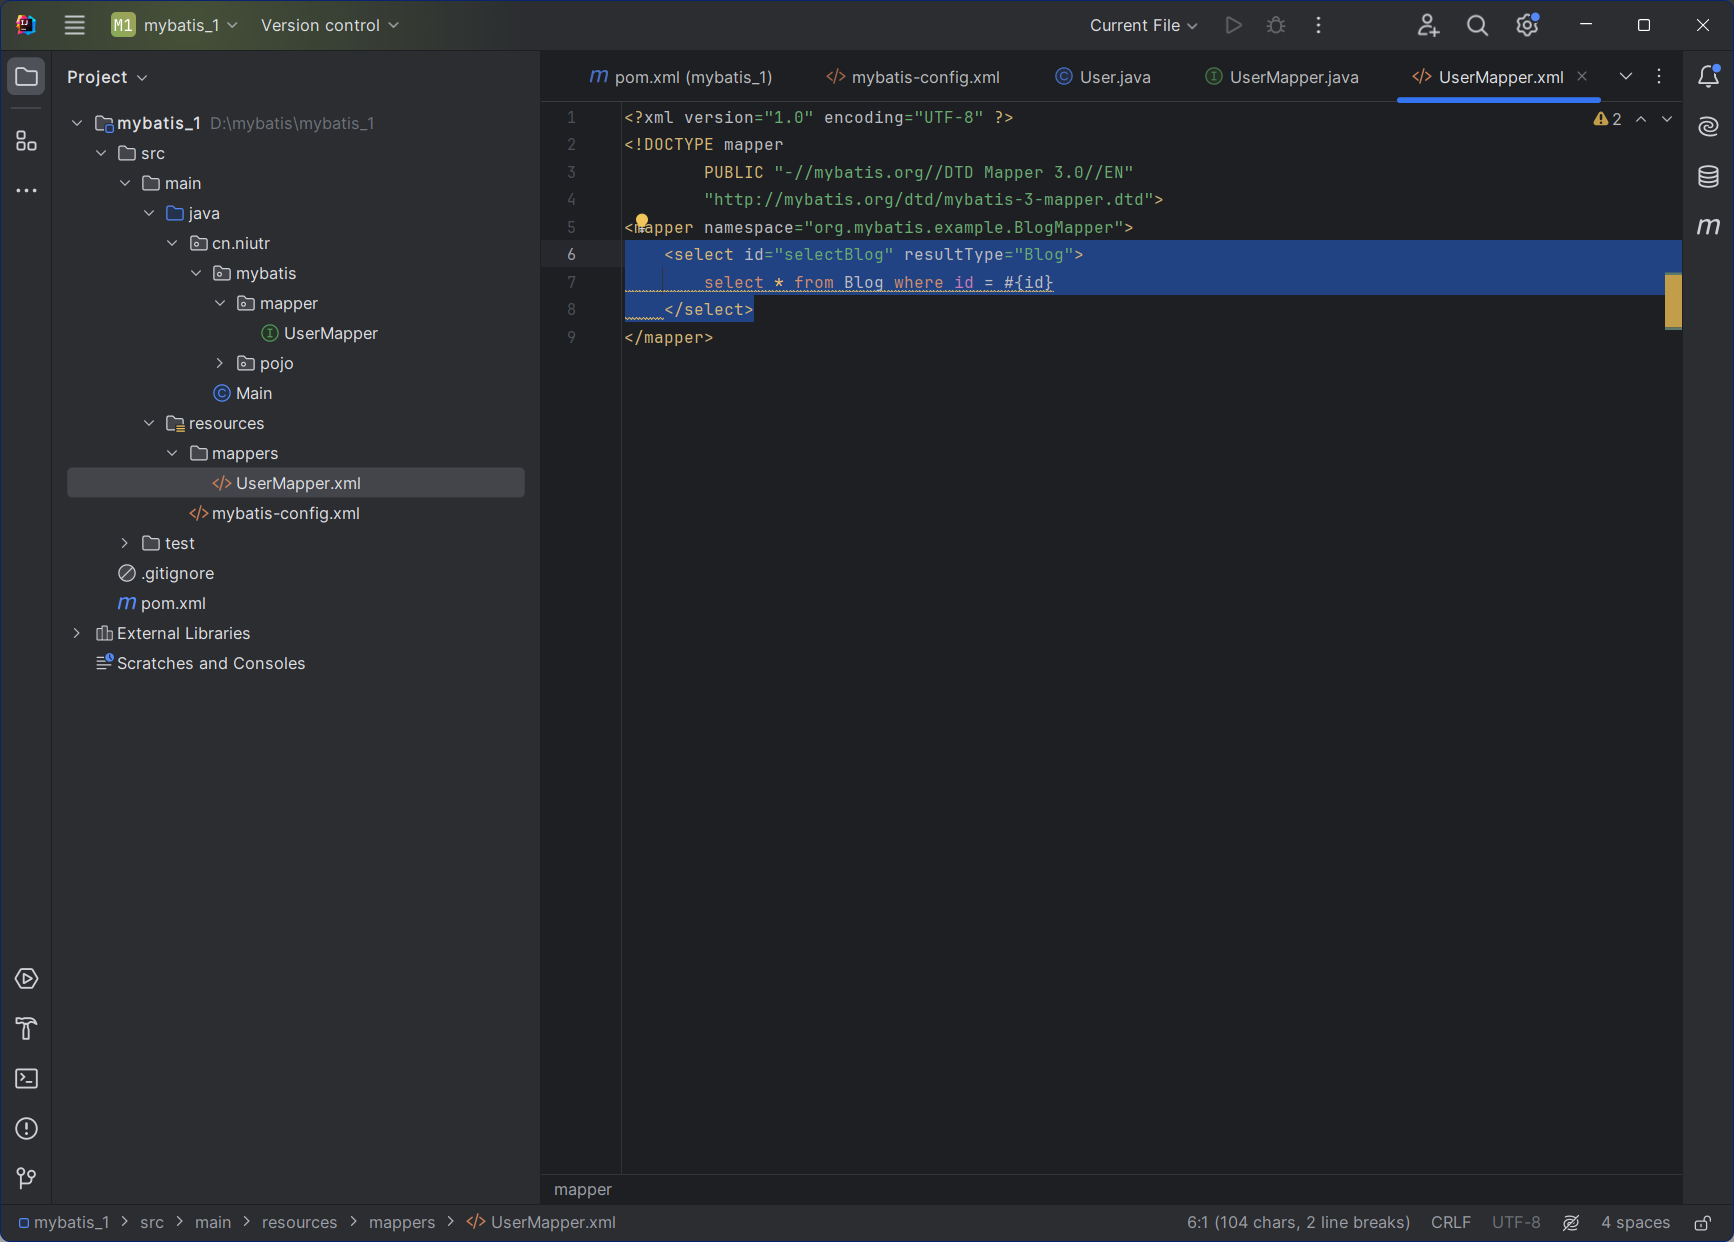 M1 mybatis_1 Version control Current File
Project
pom.xml (mybatis_1) mybatis-config.xml User.java UserMapper.java UserMapper.xml
mybatis_1 D:\mybatis\mybatis_1
src
main
java
cn.niutr
mybatis
mapper
UserMapper
pojo
Main
resources
mappers
UserMapper.xml
mybatis-config.xml
test
.gitignore
pom.xml
External Libraries
Scratches and Consoles
1 <?xml version="1.0" encoding="UTF-8" ?>
2 <!DOCTYPE mapper
3 PUBLIC "-//mybatis.org//DTD Mapper 3.0//EN"
4 "http://mybatis.org/dtd/mybatis-3-mapper.dtd">
5 <mapper namespace="org.mybatis.example.BlogMapper">
6 <select id="selectBlog" resultType="Blog">
7 select * from Blog where id = #{id}
8 </select>
9 </mapper>
2
mapper
mybatis_1 > src > main > resources > mappers > UserMapper.xml
6:1 (104 chars, 2 line breaks) CRLF UTF-8 4 spaces